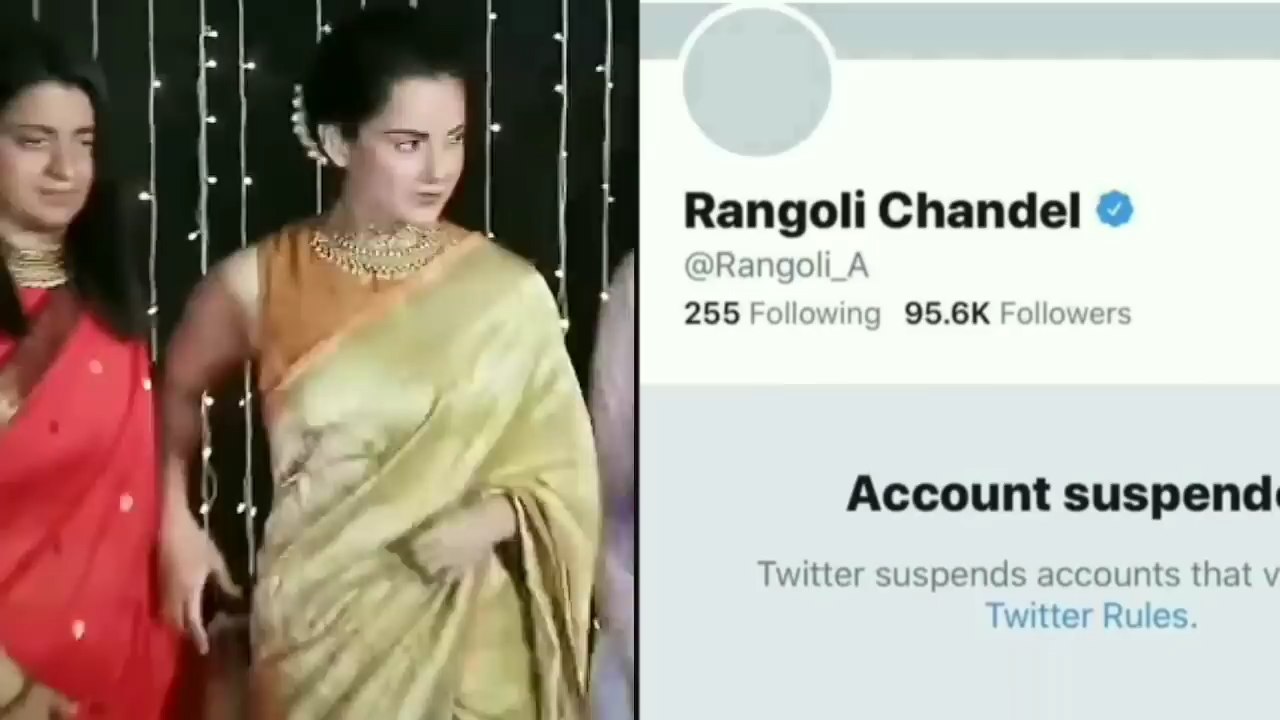 Rangoli Chandel
@Rangoli_A
255 Following 95.6K Followers
Account suspende
Twitter suspends accounts that v
Twitter Rules.